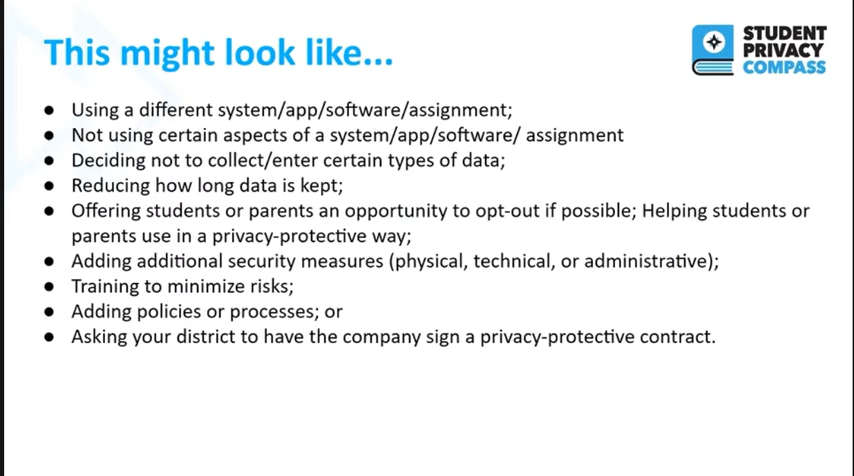 This might look like...
STUDENT
PRIVACY
COMPASS
● Using a different system/app/software/assignment;
● Not using certain aspects of a system/app/software/ assignment
● Deciding not to collect/enter certain types of data;
● Reducing how long data is kept;
● Offering students or parents an opportunity to opt-out if possible; Helping students or
parents use in a privacy-protective way;
● Adding additional security measures (physical, technical, or administrative);
● Training to minimize risks;
● Adding policies or processes; or
● Asking your district to have the company sign a privacy-protective contract.